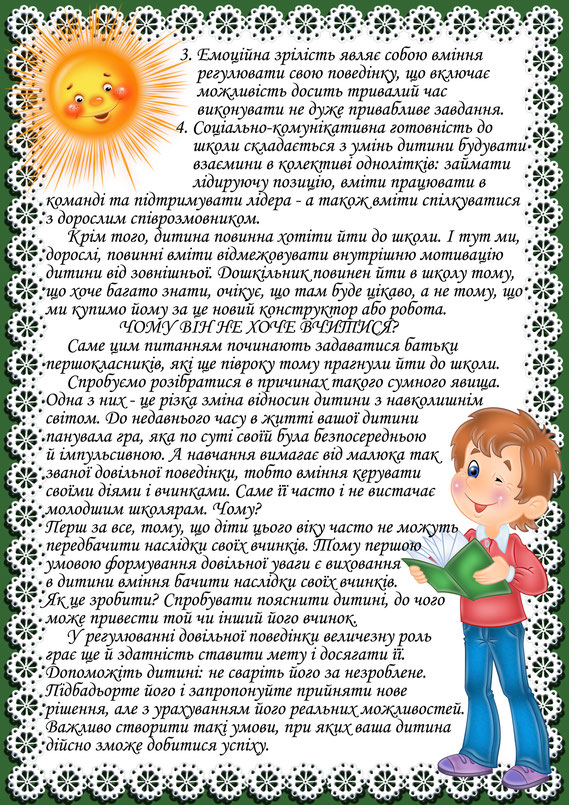 3. Емоційна зрілість являє собою вміння
регулювати свою поведінку, що включає
можливість досить тривалий час
виконувати не дуже привабливе завдання.
4. Соціально-комунікативна готовність до
школи складається з умінь дитини будувати
взаємини в колективі однолітків: займати
лідируючу позицію, вміти працювати в
команді та підтримувати лідера - а також вміти спілкуватися
з дорослим співрозмовником.
Крім того, дитина повинна хотіти йти до школи. І тут ми,
дорослі, повинні вміти відмежовувати внутрішню мотивацію
дитини від зовнішньої. Дошкільник повинен йти в школу тому,
що хоче багато знати, очікує, що там буде цікаво, а не тому, що
ми купимо йому за це новий конструктор або робота.
ЧОМУ ВІН НЕ ХОЧЕ ВЧИТИСЯ?
Саме цим питанням починають задаватися батьки
першокласників, які ще півроку тому прагнули йти до школи.
Спробуємо розібратися в причинах такого сумного явища.
Одна з них - це різка зміна відносин дитини з навколишнім
світом. До недавнього часу в житті вашої дитини
панувала гра, яка по суті своїй була безпосередньою
й імпульсивною. А навчання вимагає від малюка так
званої довільної поведінки, тобто вміння керувати
своїми діями і вчинками. Саме її часто і не вистачає
молодшим школярам. Чому?
Перш за все, тому, що діти цього віку часто не можуть
передбачити наслідки своїх вчинків. Тому першою
умовою формування довільної уваги є виховання
в дитини вміння бачити наслідки своїх вчинків.
Як це зробити? Спробувати пояснити дитині, до чого
може привести той чи інший його вчинок.
У регулюванні довільної поведінки величезну роль
грає ще й здатність ставити мету і досягати її.
Допоможіть дитині: не сваріть його за незроблене.
Підбадьорте його і запропонуйте прийняти нове
рішення, але з урахуванням його реальних можливостей.
Важливо створити такі умови, при яких ваша дитина
дійсно зможе добитися успіху.